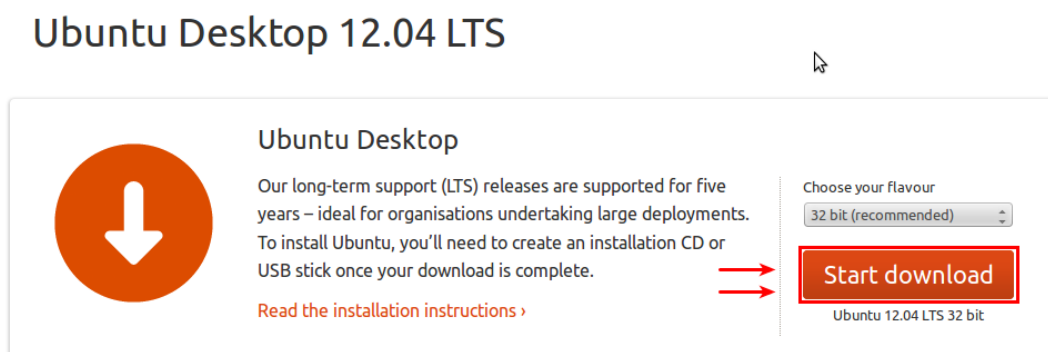 Ubuntu Desktop 12.04 LTS
Ubuntu Desktop
Our long-term support (LTS) releases are supported for five
years – ideal for organisations undertaking large deployments.
To install Ubuntu, you’ll need to create an installation CD or
USB stick once your download is complete.
Read the installation instructions ›
Choose your flavour
32 bit (recommended)
Start download
Ubuntu 12.04 LTS 32 bit